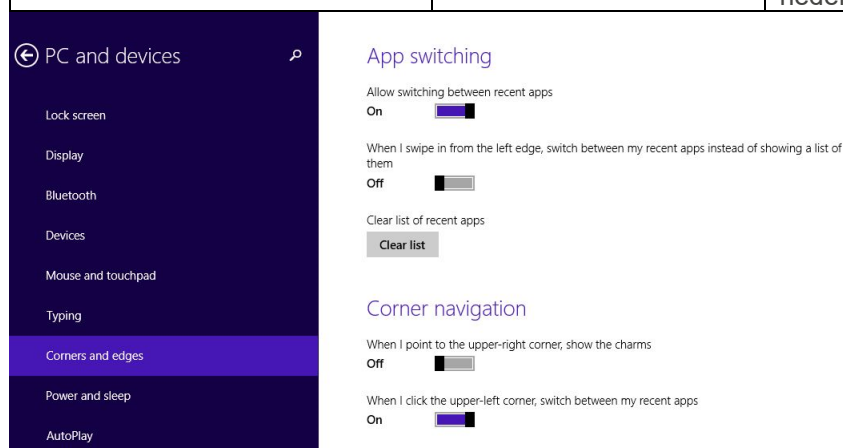 PC and devices
Lock screen
Display
Bluetooth
Devices
Mouse and touchpad
Typing
Corners and edges
Power and sleep
AutoPlay
App switching
Allow switching between recent apps
On
When I swipe in from the left edge, switch between my recent apps instead of showing a list of
them
Off
Clear list of recent apps
Clear list
Corner navigation
When I point to the upper-right corner, show the charms
Off
When I click the upper-left corner, switch between my recent apps
On